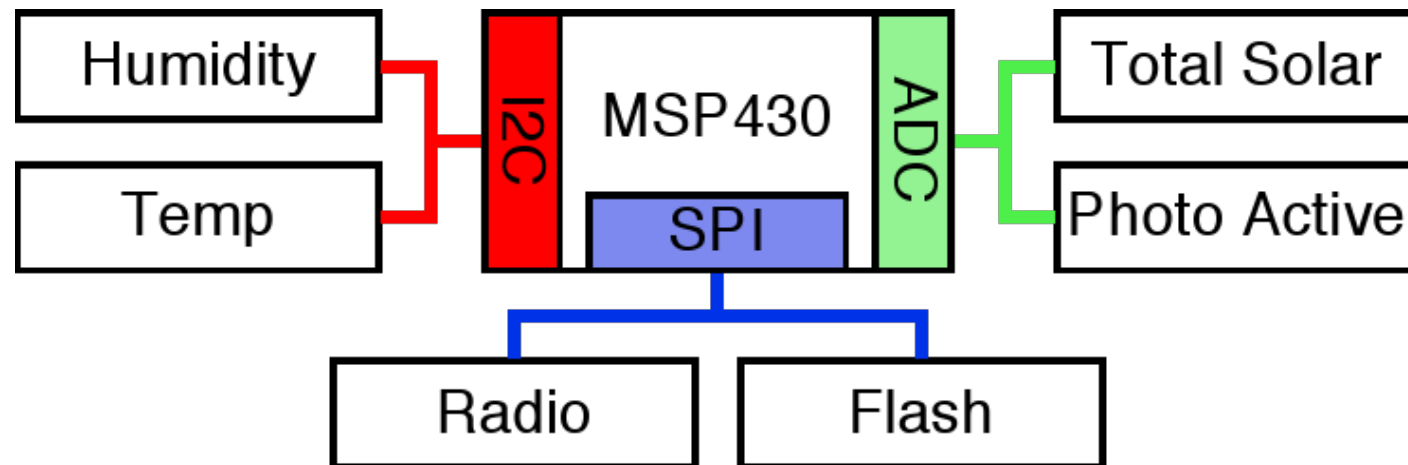 Humidity
Temp
I2C
MSP430
SPI
ADC
Total Solar
Photo Active
Radio
Flash